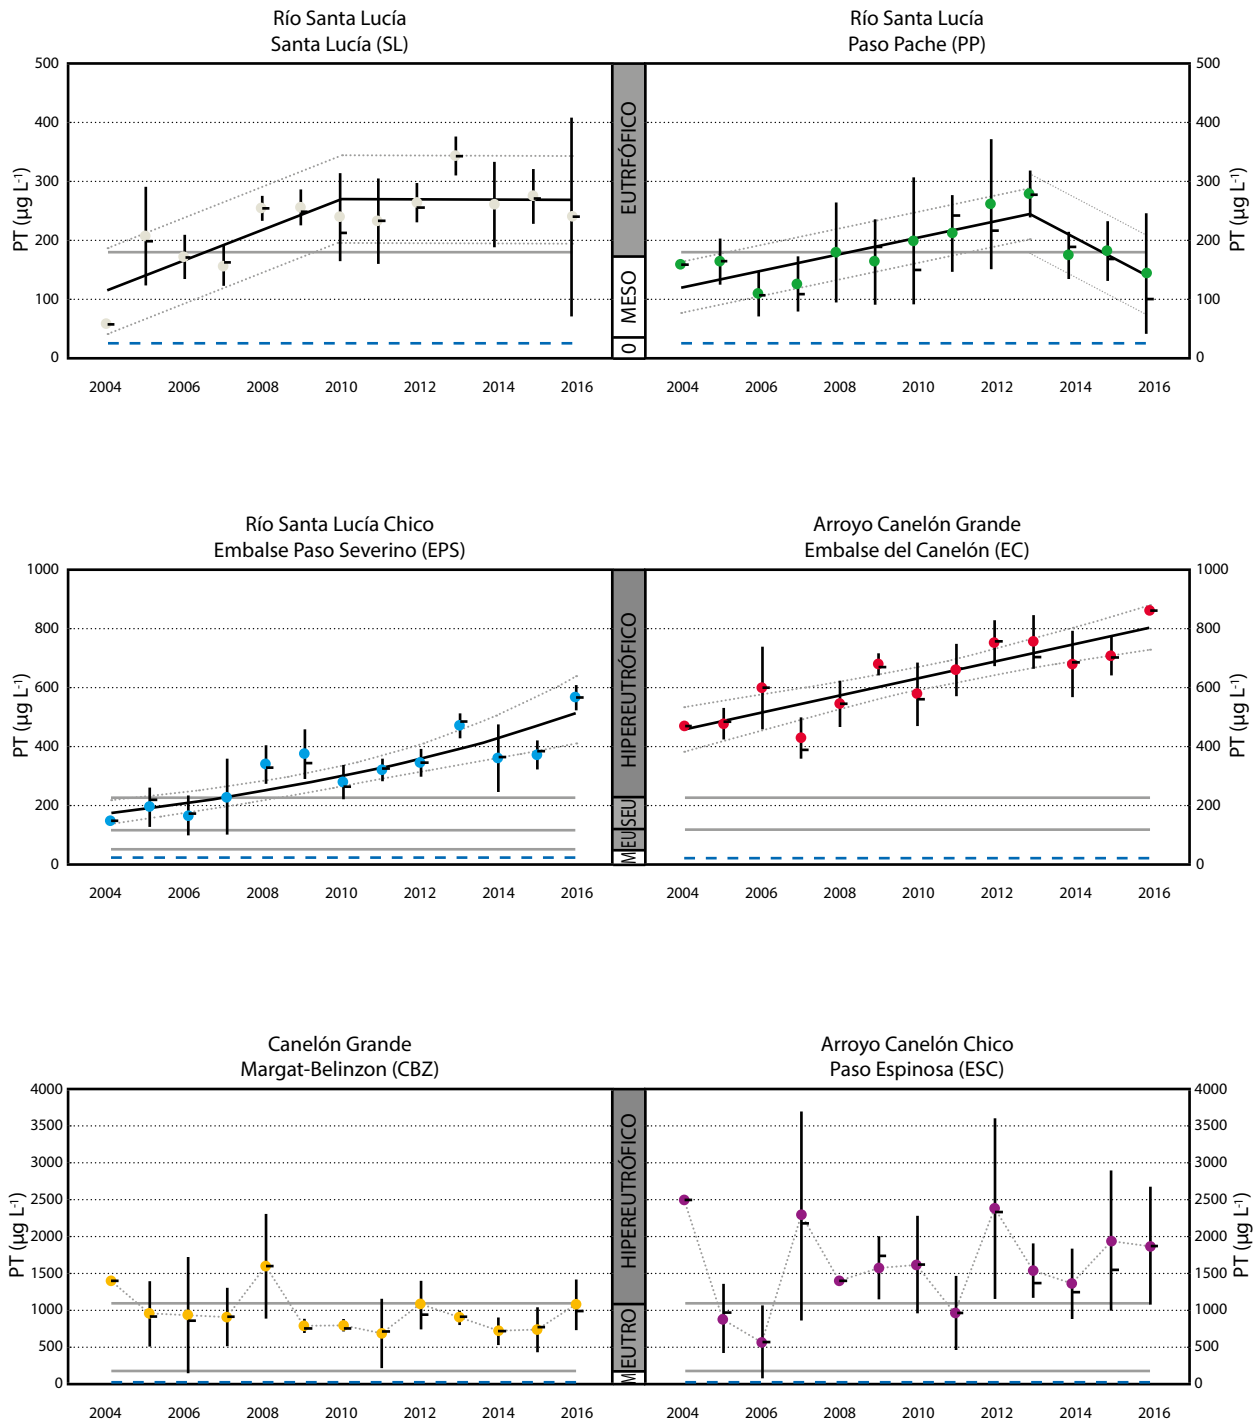 Río Santa Lucía
Santa Lucía (SL)
Río Santa Lucía
Paso Pache (PP)
500
400
300
200
100
0
PT (µg L-1)
EUTRFÓFICO
MESO
O
500
400
300
200
100
0
PT (µg L-1)
2004 2006 2008 2010 2012 2014 2016
2004 2006 2008 2010 2012 2014 2016
Río Santa Lucía Chico
Embalse Paso Severino (EPS)
Arroyo Canelón Grande
Embalse del Canelón (EC)
1000
800
600
400
200
0
PT (µg L-1)
HIPEREUTRÓFICO
SEU
EU
M
1000
800
600
400
200
0
PT (µg L-1)
2004 2006 2008 2010 2012 2014 2016
2004 2006 2008 2010 2012 2014 2016
Canelón Grande
Margat-Belinzon (CBZ)
Arroyo Canelón Chico
Paso Espinosa (ESC)
4000
3500
3000
2500
2000
1500
1000
500
0
PT (µg L-1)
HIPEREUTRÓFICO
EUTRO
M
4000
3500
3000
2500
2000
1500
1000
500
0
PT (µg L-1)
2004 2006 2008 2010 2012 2014 2016
2004 2006 2008 2010 2012 2014 2016